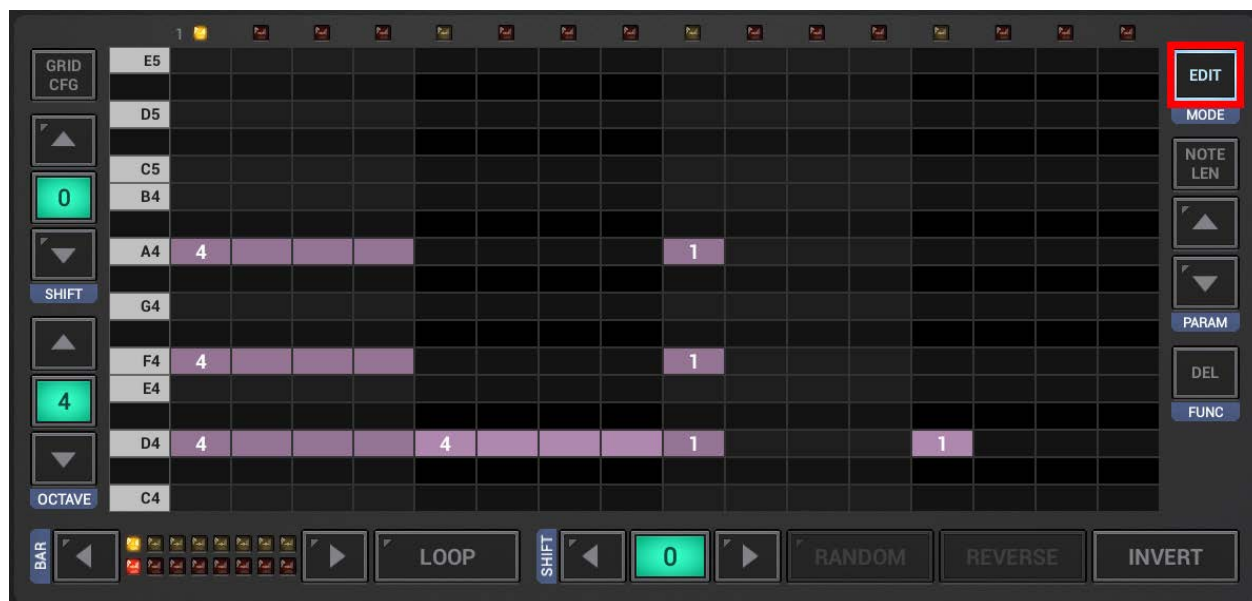 1
GRID
CFG
0
SHIFT
4
OCTAVE
E5
D5
C5
B4
A4 4 1
G4
F4 4 1
E4
D4 4 4 1 1
C4
EDIT
MODE
NOTE
LEN
PARAM
DEL
FUNC
BAR
LOOP
SHIFT
0
RANDOM
REVERSE
INVERT